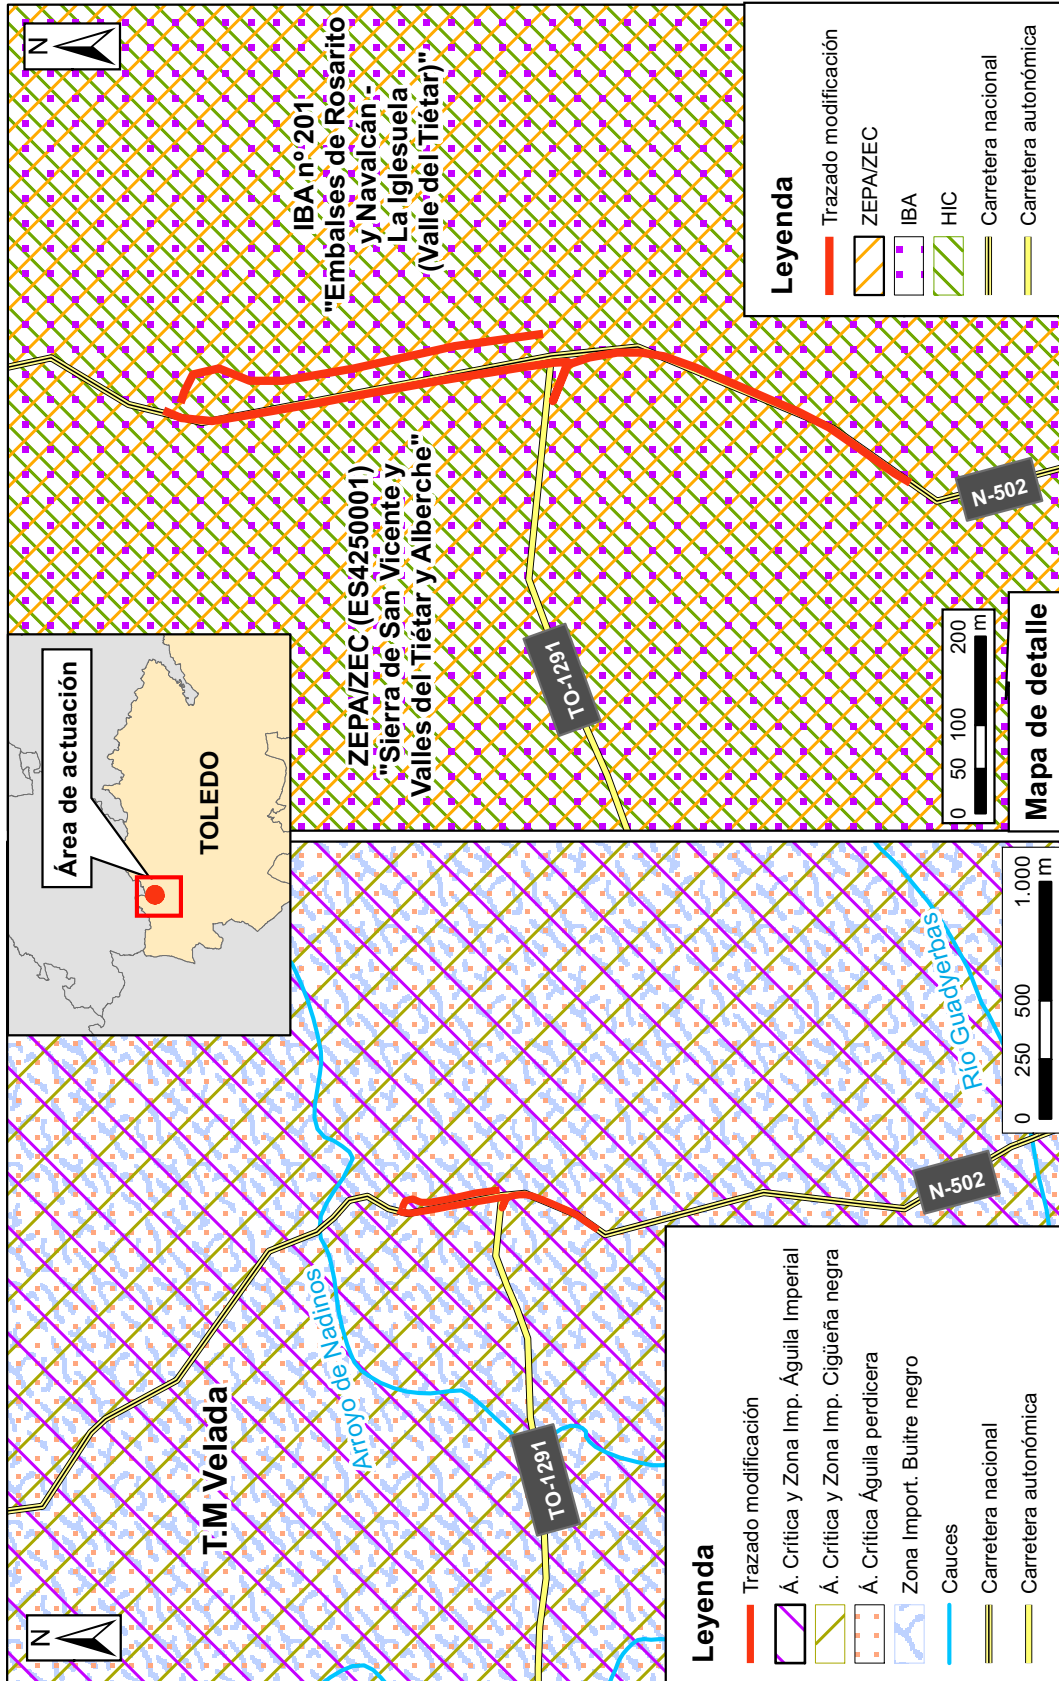 N
T.M Velada
Arroyo de Nadinos
TO-1291
N-502
Río Guadyerbas
0 250 500 1.000
m
Leyenda
Trazado modificación
Á. Crítica y Zona Imp. Águila Imperial
Á. Crítica y Zona Imp. Cigüeña negra
Á. Crítica Águila perdicera
Zona Import. Buitre negro
Cauces
Carretera nacional
Carretera autonómica
Área de actuación
TOLEDO
N
IBA nº 201
"Embalses de Rosarito
y Navalcán -
La Iglesuela
(Valle del Tiétar)"
ZEPA/ZEC (ES4250001)
"Sierra de San Vicente y
Valles del Tiétar y Alberche"
TO-1291
N-502
0 50 100 200
m
Mapa de detalle
Leyenda
Trazado modificación
ZEPA/ZEC
IBA
HIC
Carretera nacional
Carretera autonómica